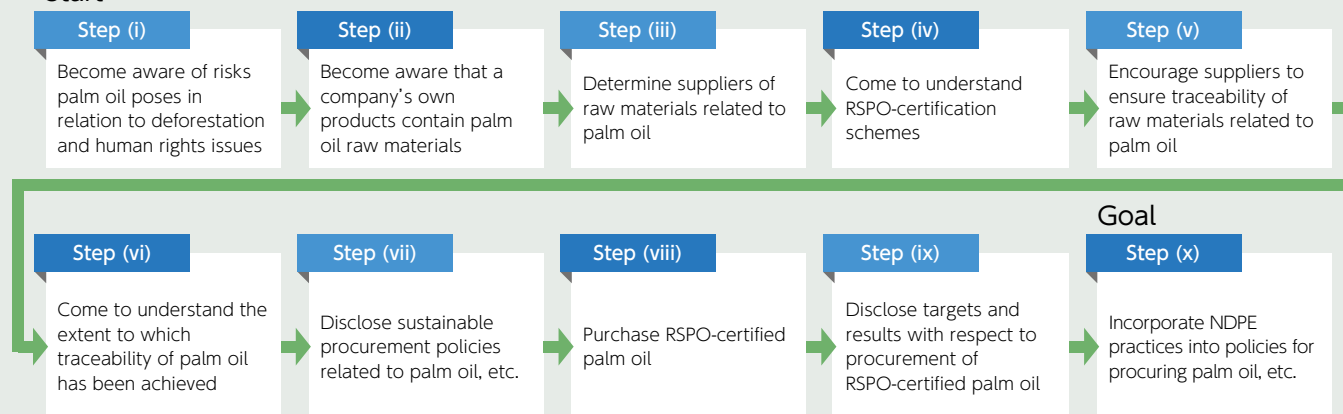 Start
Step (i)
Become aware of risks
palm oil poses in
relation to deforestation
and human rights issues
Step (ii)
Become aware that a
company's own
products contain palm
oil raw materials
Step (iii)
Determine suppliers of
raw materials related to
palm oil
Step (iv)
Come to understand
RSPO-certification
schemes
Step (v)
Encourage suppliers to
ensure traceability of
raw materials related to
palm oil
Step (vi)
Come to understand the
extent to which
traceability of palm oil
has been achieved
Step (vii)
Disclose sustainable
procurement policies
related to palm oil, etc.
Step (viii)
Purchase RSPO-certified
palm oil
Step (ix)
Disclose targets and
results with respect to
procurement of
RSPO-certified palm oil
Goal
Step (x)
Incorporate NDPE
practices into policies for
procuring palm oil, etc.